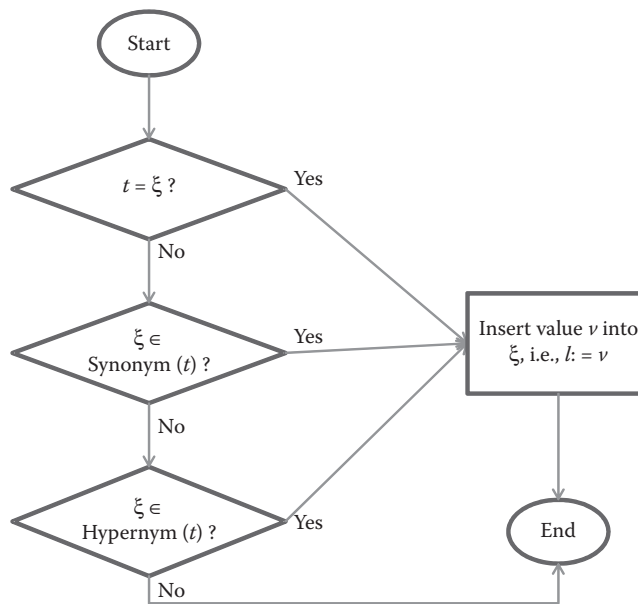 Start
t = ξ ?
Yes
No
ξ ∈
Synonym (t) ?
Yes
No
ξ ∈
Hypernym (t) ?
Yes
No
Insert value v into
ξ, i.e., l: = v
End